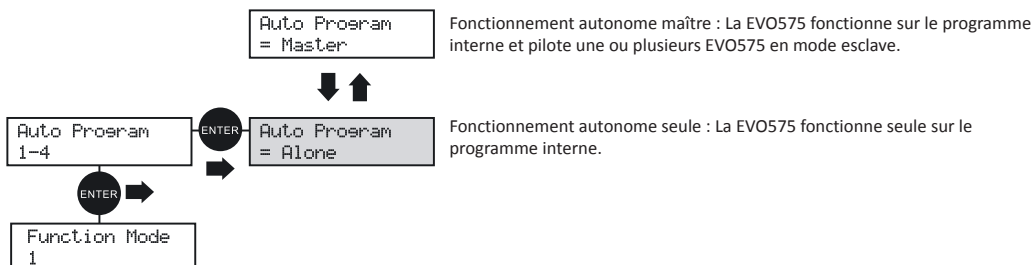 Auto Program
= Master
Fonctionnement autonome maître : La EVO575 fonctionne sur le programme
interne et pilote une ou plusieurs EVO575 en mode esclave.
Auto Program
1-4
ENTER
Auto Program
= Alone
Fonctionnement autonome seule : La EVO575 fonctionne seule sur le
programme interne.
ENTER
Function Mode
1